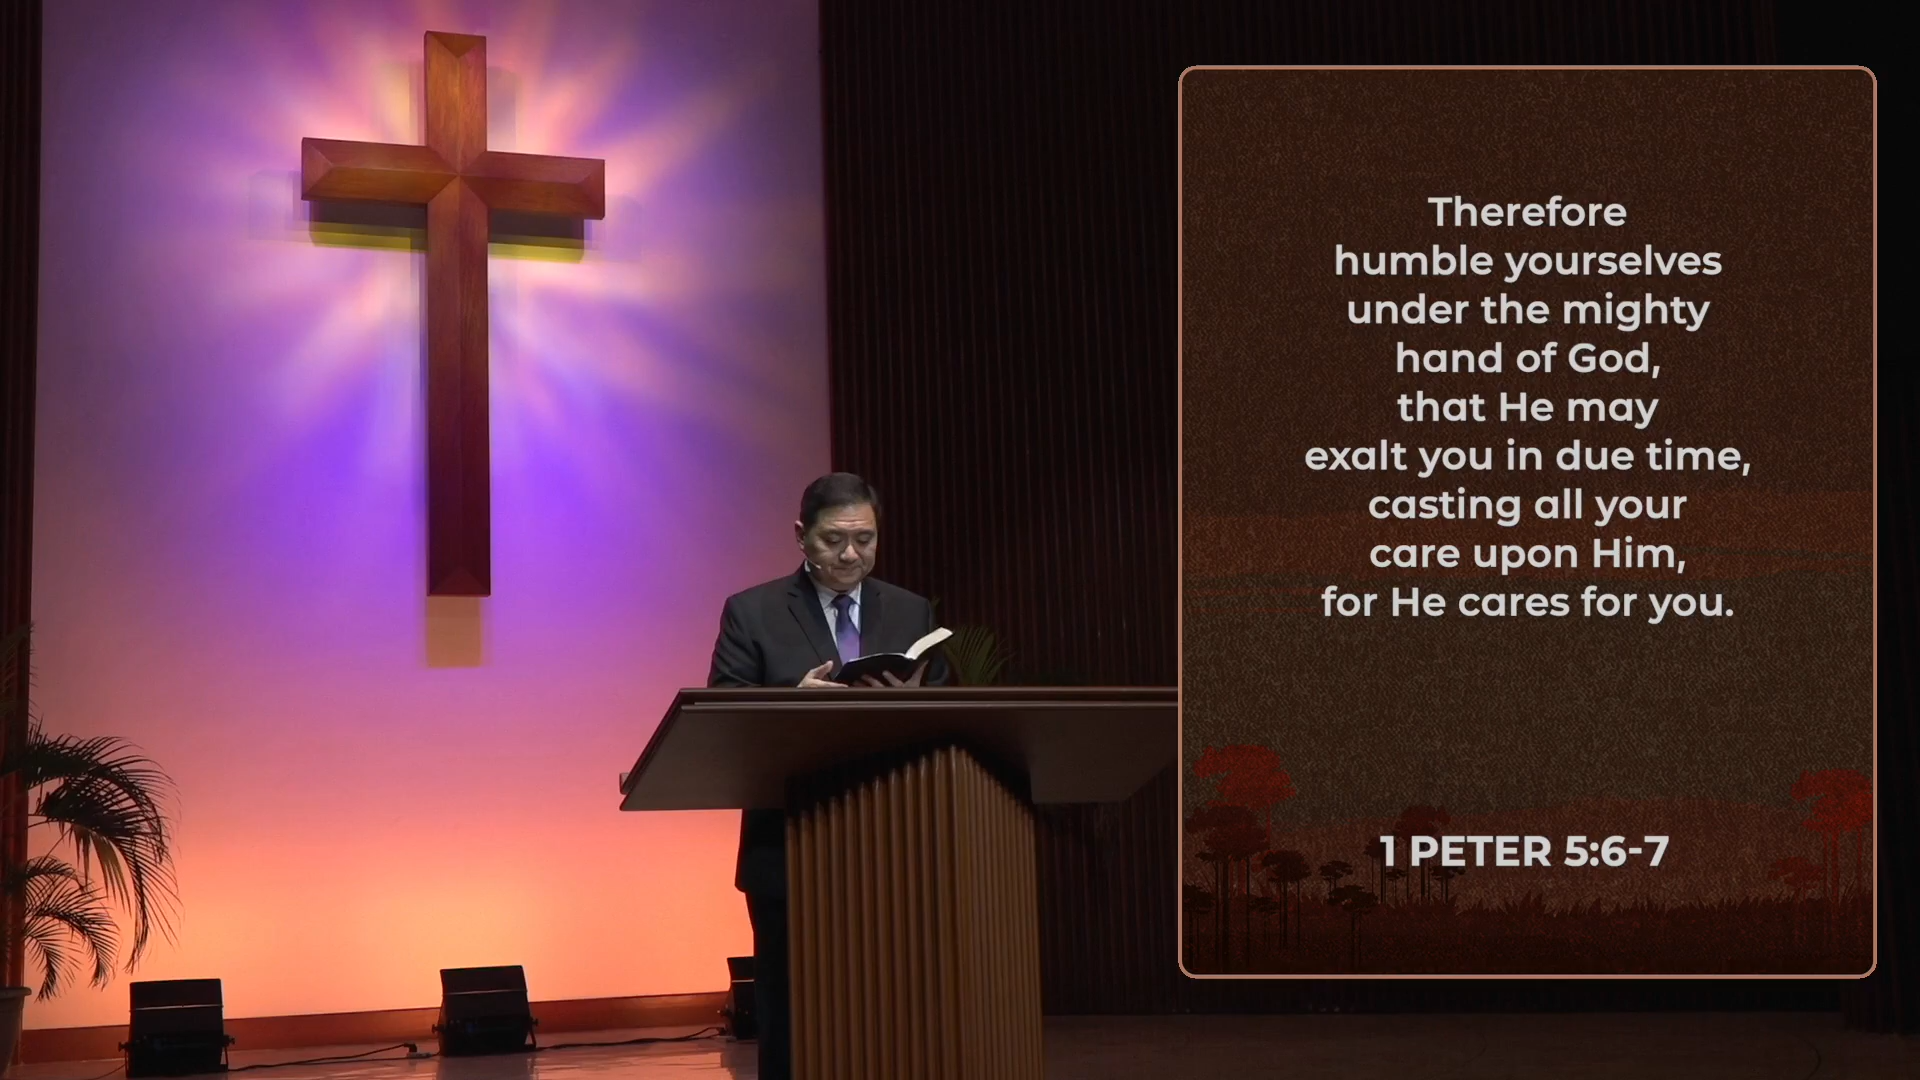 Therefore
humble yourselves
under the mighty
hand of God,
that He may
exalt you in due time,
casting all your
care upon Him,
for He cares for you.
1 PETER 5:6-7